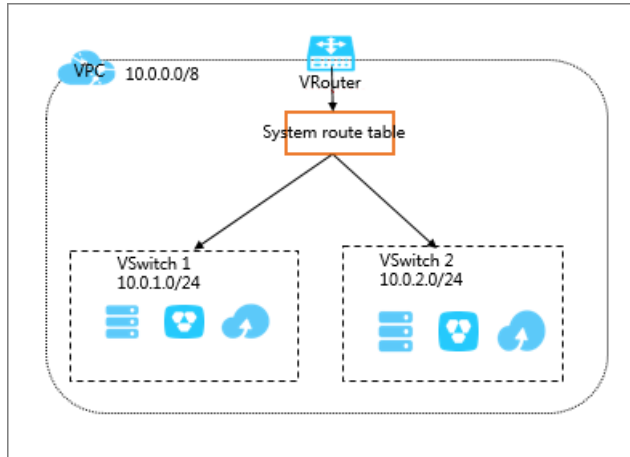 VPC 10.0.0.0/8
VRouter
System route table
VSwitch 1
10.0.1.0/24
VSwitch 2
10.0.2.0/24